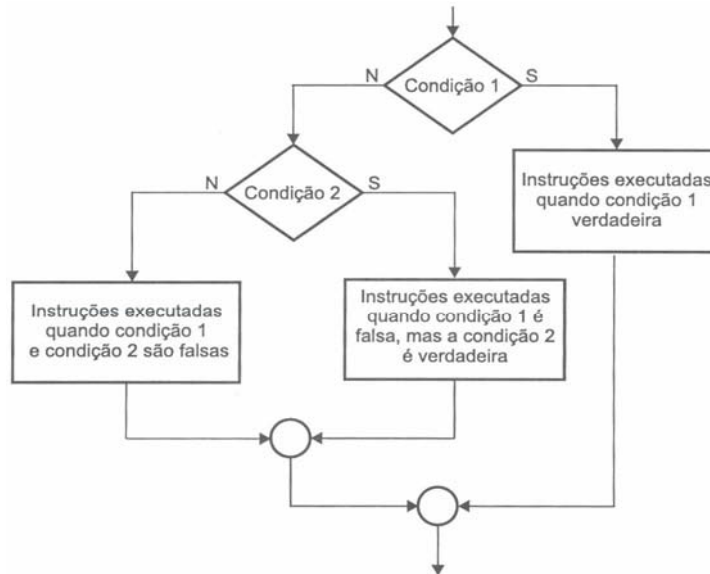 Condição 1
N
S
Condição 2
N
S
Instruções executadas
quando condição 1
verdadeira
Instruções executadas
quando condição 1
e condição 2 são falsas
Instruções executadas
quando condição 1 é
falsa, mas a condição 2
é verdadeira